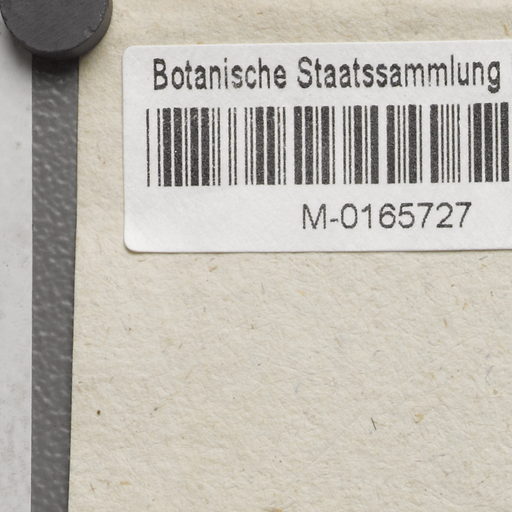 Botanische Staatssammlung
M-0165727